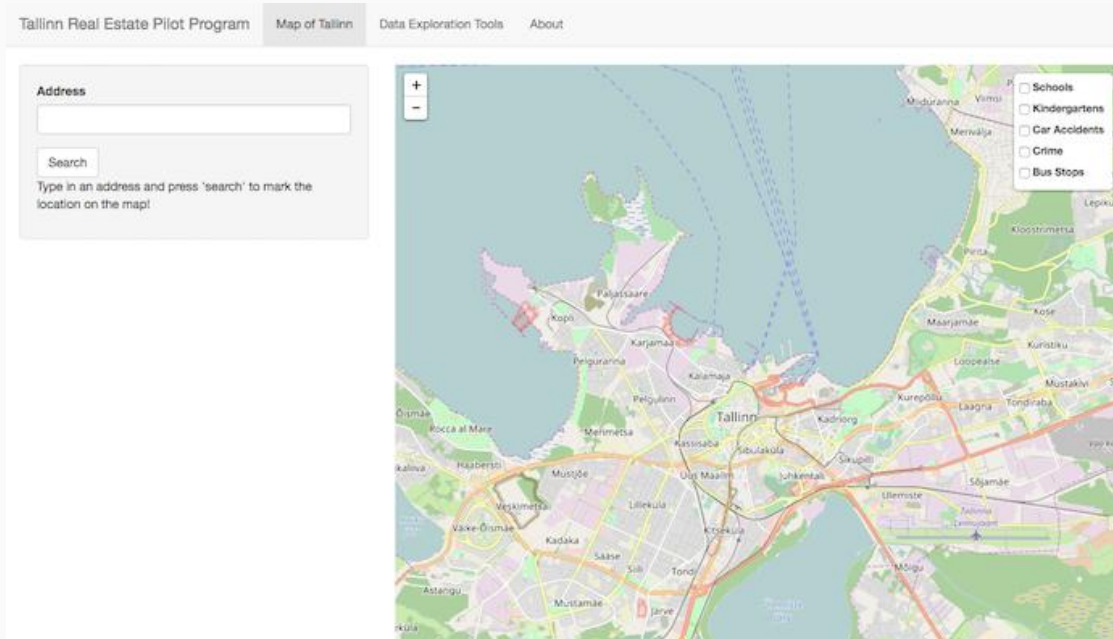 Tallinn Real Estate Pilot Program
Map of Tallinn
Data Exploration Tools
About
Address
Search
Type in an address and press 'search' to mark the
location on the map!
+
−
Schools
Kindergartens
Car Accidents
Crime
Bus Stops
Miiduranna
Viimsi
Merivälja
Lepiku
Kloostrimetsa
Pirita
Paljassaare
Kopli
Kose
Maarjamäe
Karjamaa
Kuristiku
Pelguranna
Loopealse
Kalamaja
Mustakivi
Pelgulinn
Kurepõllu
Laagna
Tondiraba
Tallinn
Kadriorg
Rocca al Mare
Merimetsa
Kassisaba
Sibulaküla
Sikupilli
Haabersti
Mustjõe
Uus Maailm
Juhkentali
Sõjamäe
Ülemiste
Veskimetsa
Lilleküla
Väike-Õismäe
Kitseküla
Kadaka
Sääse
Siili
Tondi
Mõigu
Astangu
Mustamäe
Järve